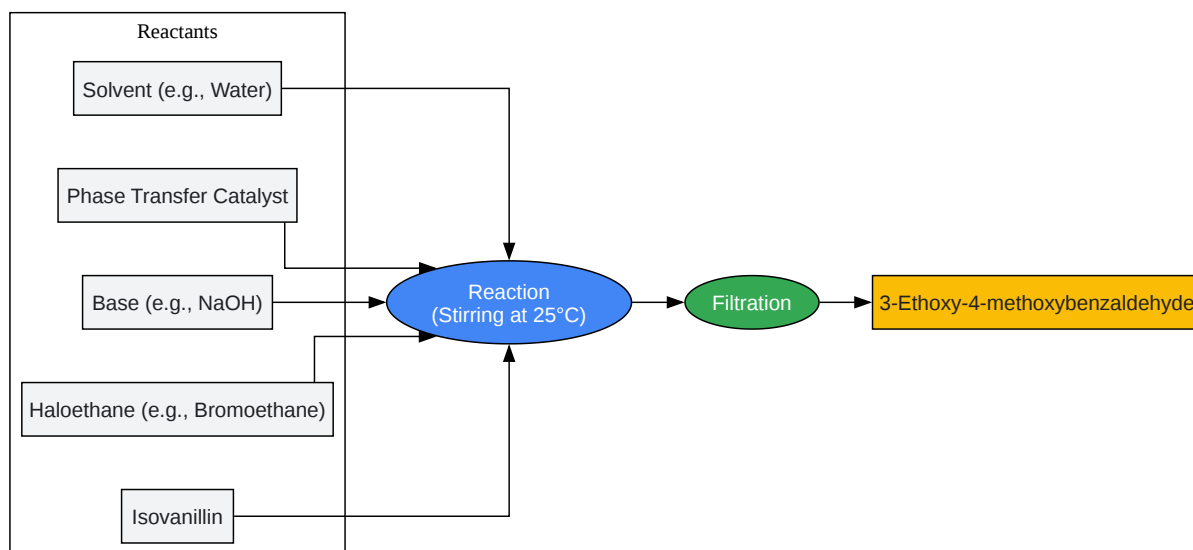 Reactants
Solvent (e.g., Water)
Phase Transfer Catalyst
Base (e.g., NaOH)
Haloethane (e.g., Bromoethane)
Isovanillin
Reaction
(Stirring at 25°C)
Filtration
3-Ethoxy-4-methoxybenzaldehyde